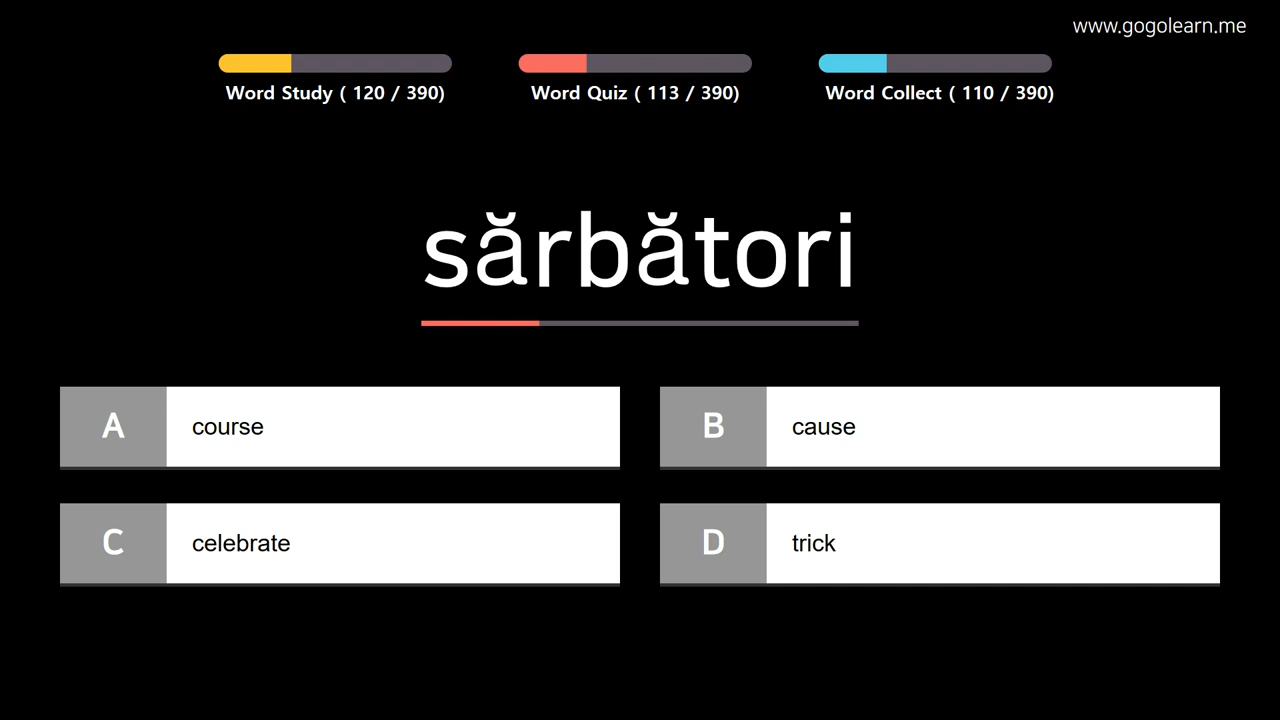 www.gogolearn.me
Word Study ( 120 / 390)
Word Quiz ( 113 / 390)
Word Collect ( 110 / 390)
sărbători
A course
B cause
C celebrate
D trick